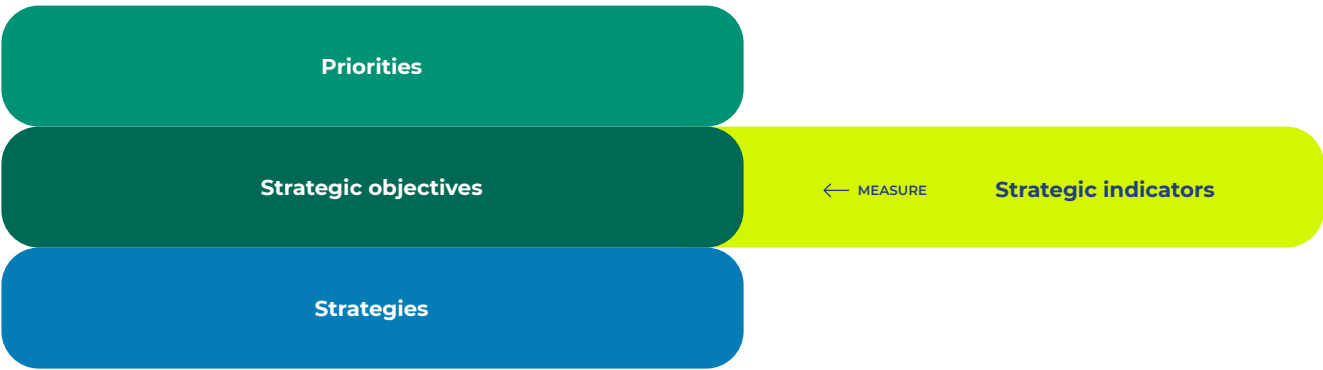 Priorities
Strategic objectives
← MEASURE
Strategic indicators
Strategies